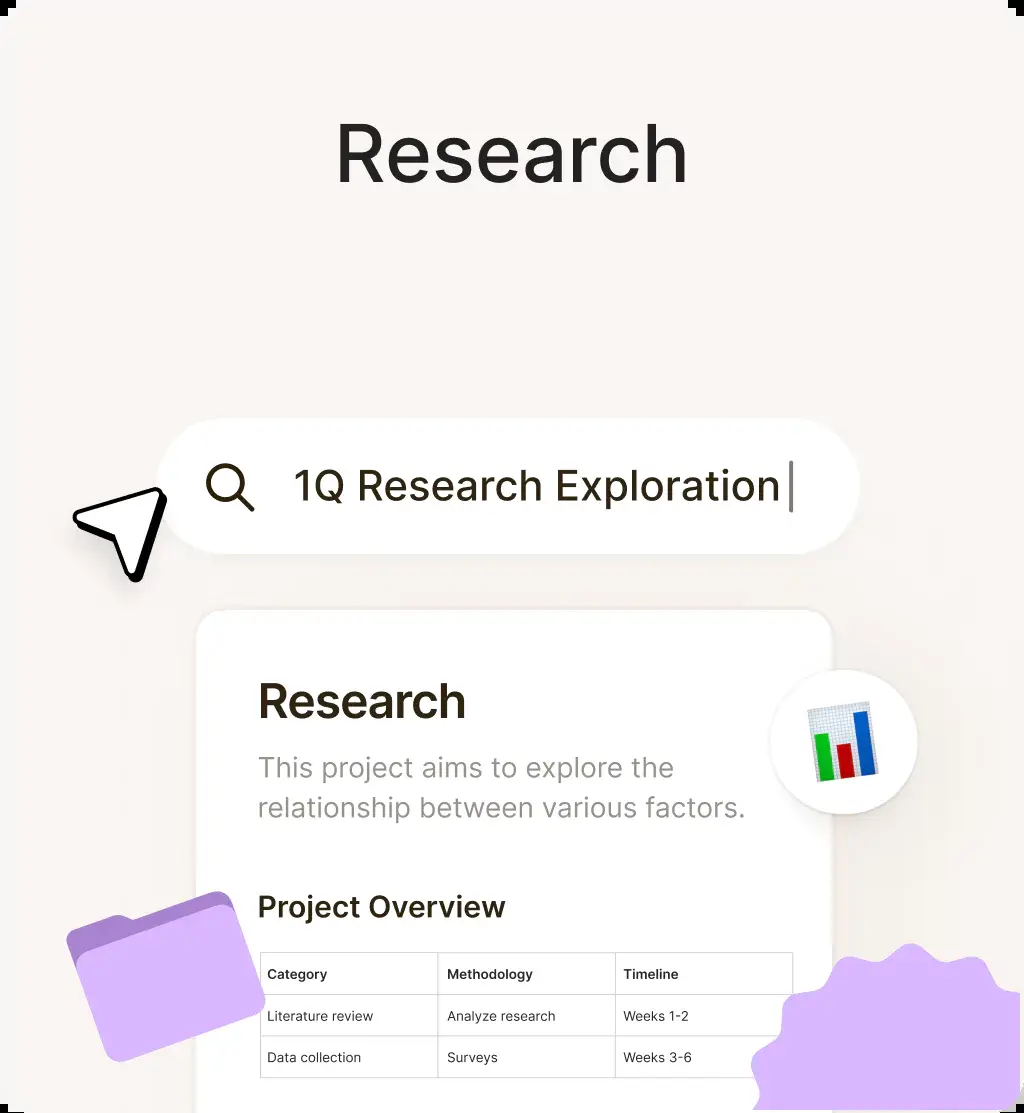 Research
1Q Research Exploration
Research
This project aims to explore the
relationship between various factors.
Project Overview
Category Methodology Timeline
Literature review Analyze research Weeks 1-2
Data collection Surveys Weeks 3-6